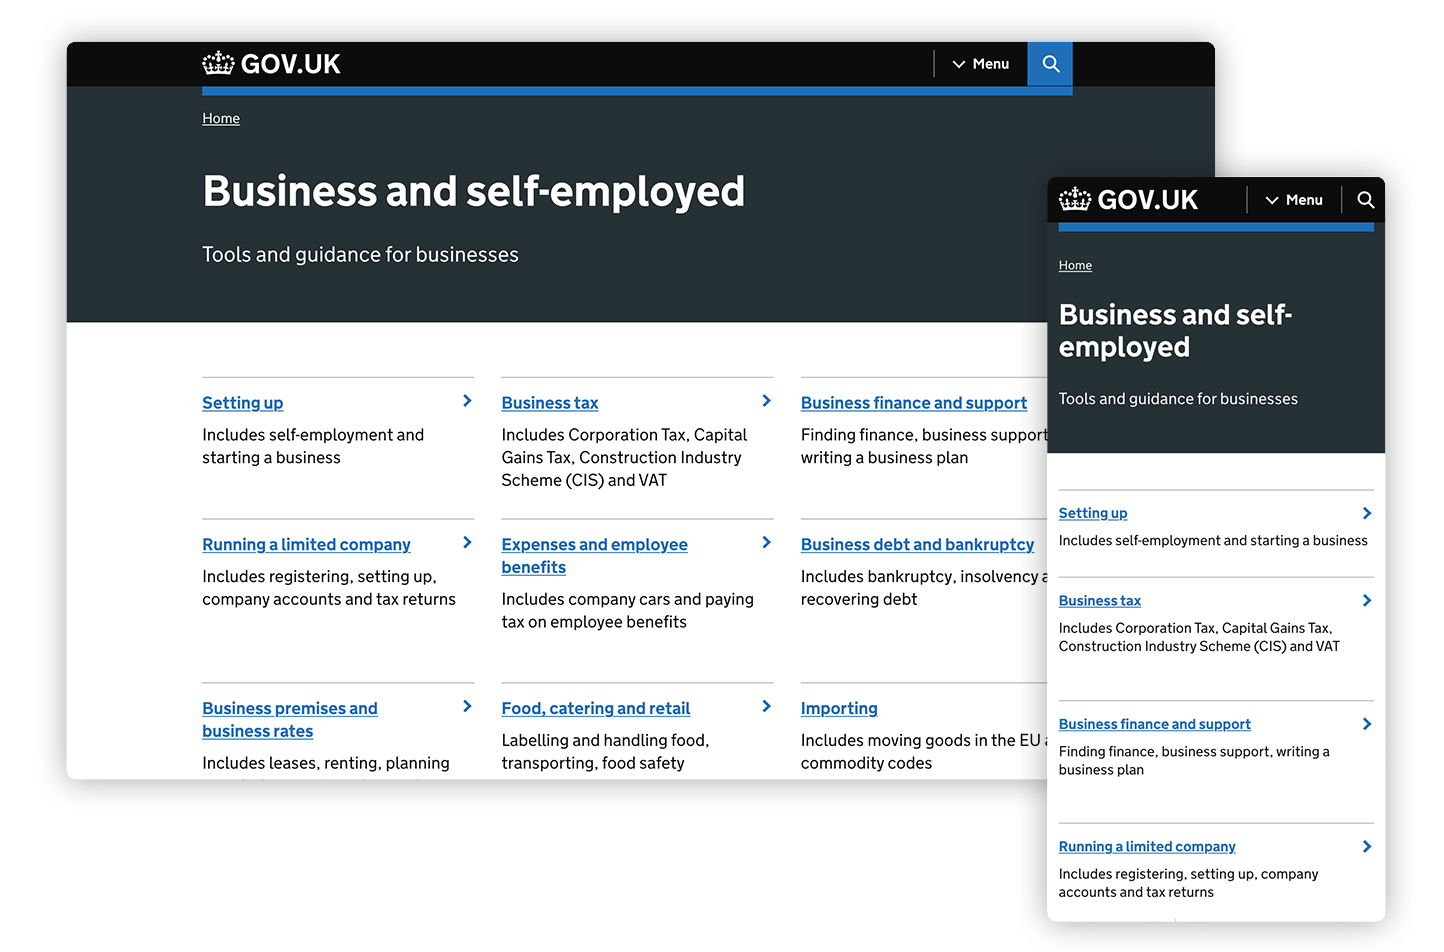 GOV.UK
Menu
Home
Business and self-employed
Tools and guidance for businesses
Setting up
Includes self-employment and
starting a business
Business tax
Includes Corporation Tax, Capital
Gains Tax, Construction Industry
Scheme (CIS) and VAT
Business finance and support
Finding finance, business support
writing a business plan
Running a limited company
Includes registering, setting up,
company accounts and tax returns
Expenses and employee
benefits
Includes company cars and paying
tax on employee benefits
Business debt and bankruptcy
Includes bankruptcy, insolvency
recovering debt
Business premises and
business rates
Includes leases, renting, planning
Food, catering and retail
Labelling and handling food,
transporting, food safety
Importing
Includes moving goods in the EU
commodity codes
GOV.UK
Menu
Home
Business and self-
employed
Tools and guidance for businesses
Setting up
Includes self-employment and starting a business
Business tax
Includes Corporation Tax, Capital Gains Tax,
Construction Industry Scheme (CIS) and VAT
Business finance and support
Finding finance, business support, writing a
business plan
Running a limited company
Includes registering, setting up, company
accounts and tax returns